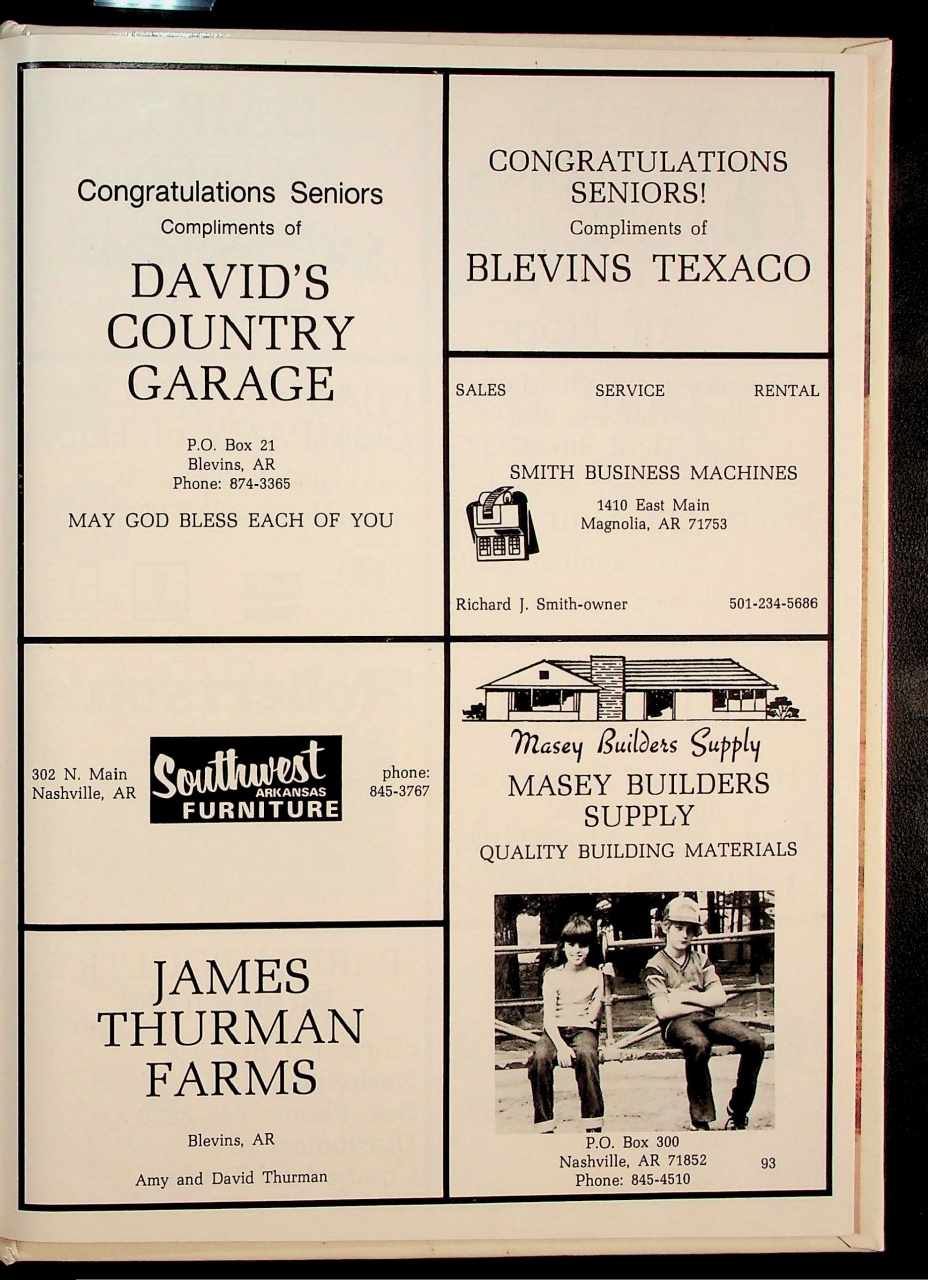 Congratulations Seniors
Compliments of
DAVID'S
COUNTRY
GARAGE
P.O. Box 21
Blevins, AR
Phone: 874-3365
MAY GOD BLESS EACH OF YOU
CONGRATULATIONS
SENIORS!
Compliments of
BLEVINS TEXACO
SALES SERVICE RENTAL
SMITH BUSINESS MACHINES
1410 East Main
Magnolia, AR 71753
Richard J. Smith-owner 501-234-5686
302 N. Main
Nashville, AR
Southwest
ARKANSAS
FURNITURE
phone:
845-3767
Masey Builders Supply
MASEY BUILDERS
SUPPLY
QUALITY BUILDING MATERIALS
P.O. Box 300
Nashville, AR 71852
Phone: 845-4510
JAMES
THURMAN
FARMS
Blevins, AR
Amy and David Thurman
93